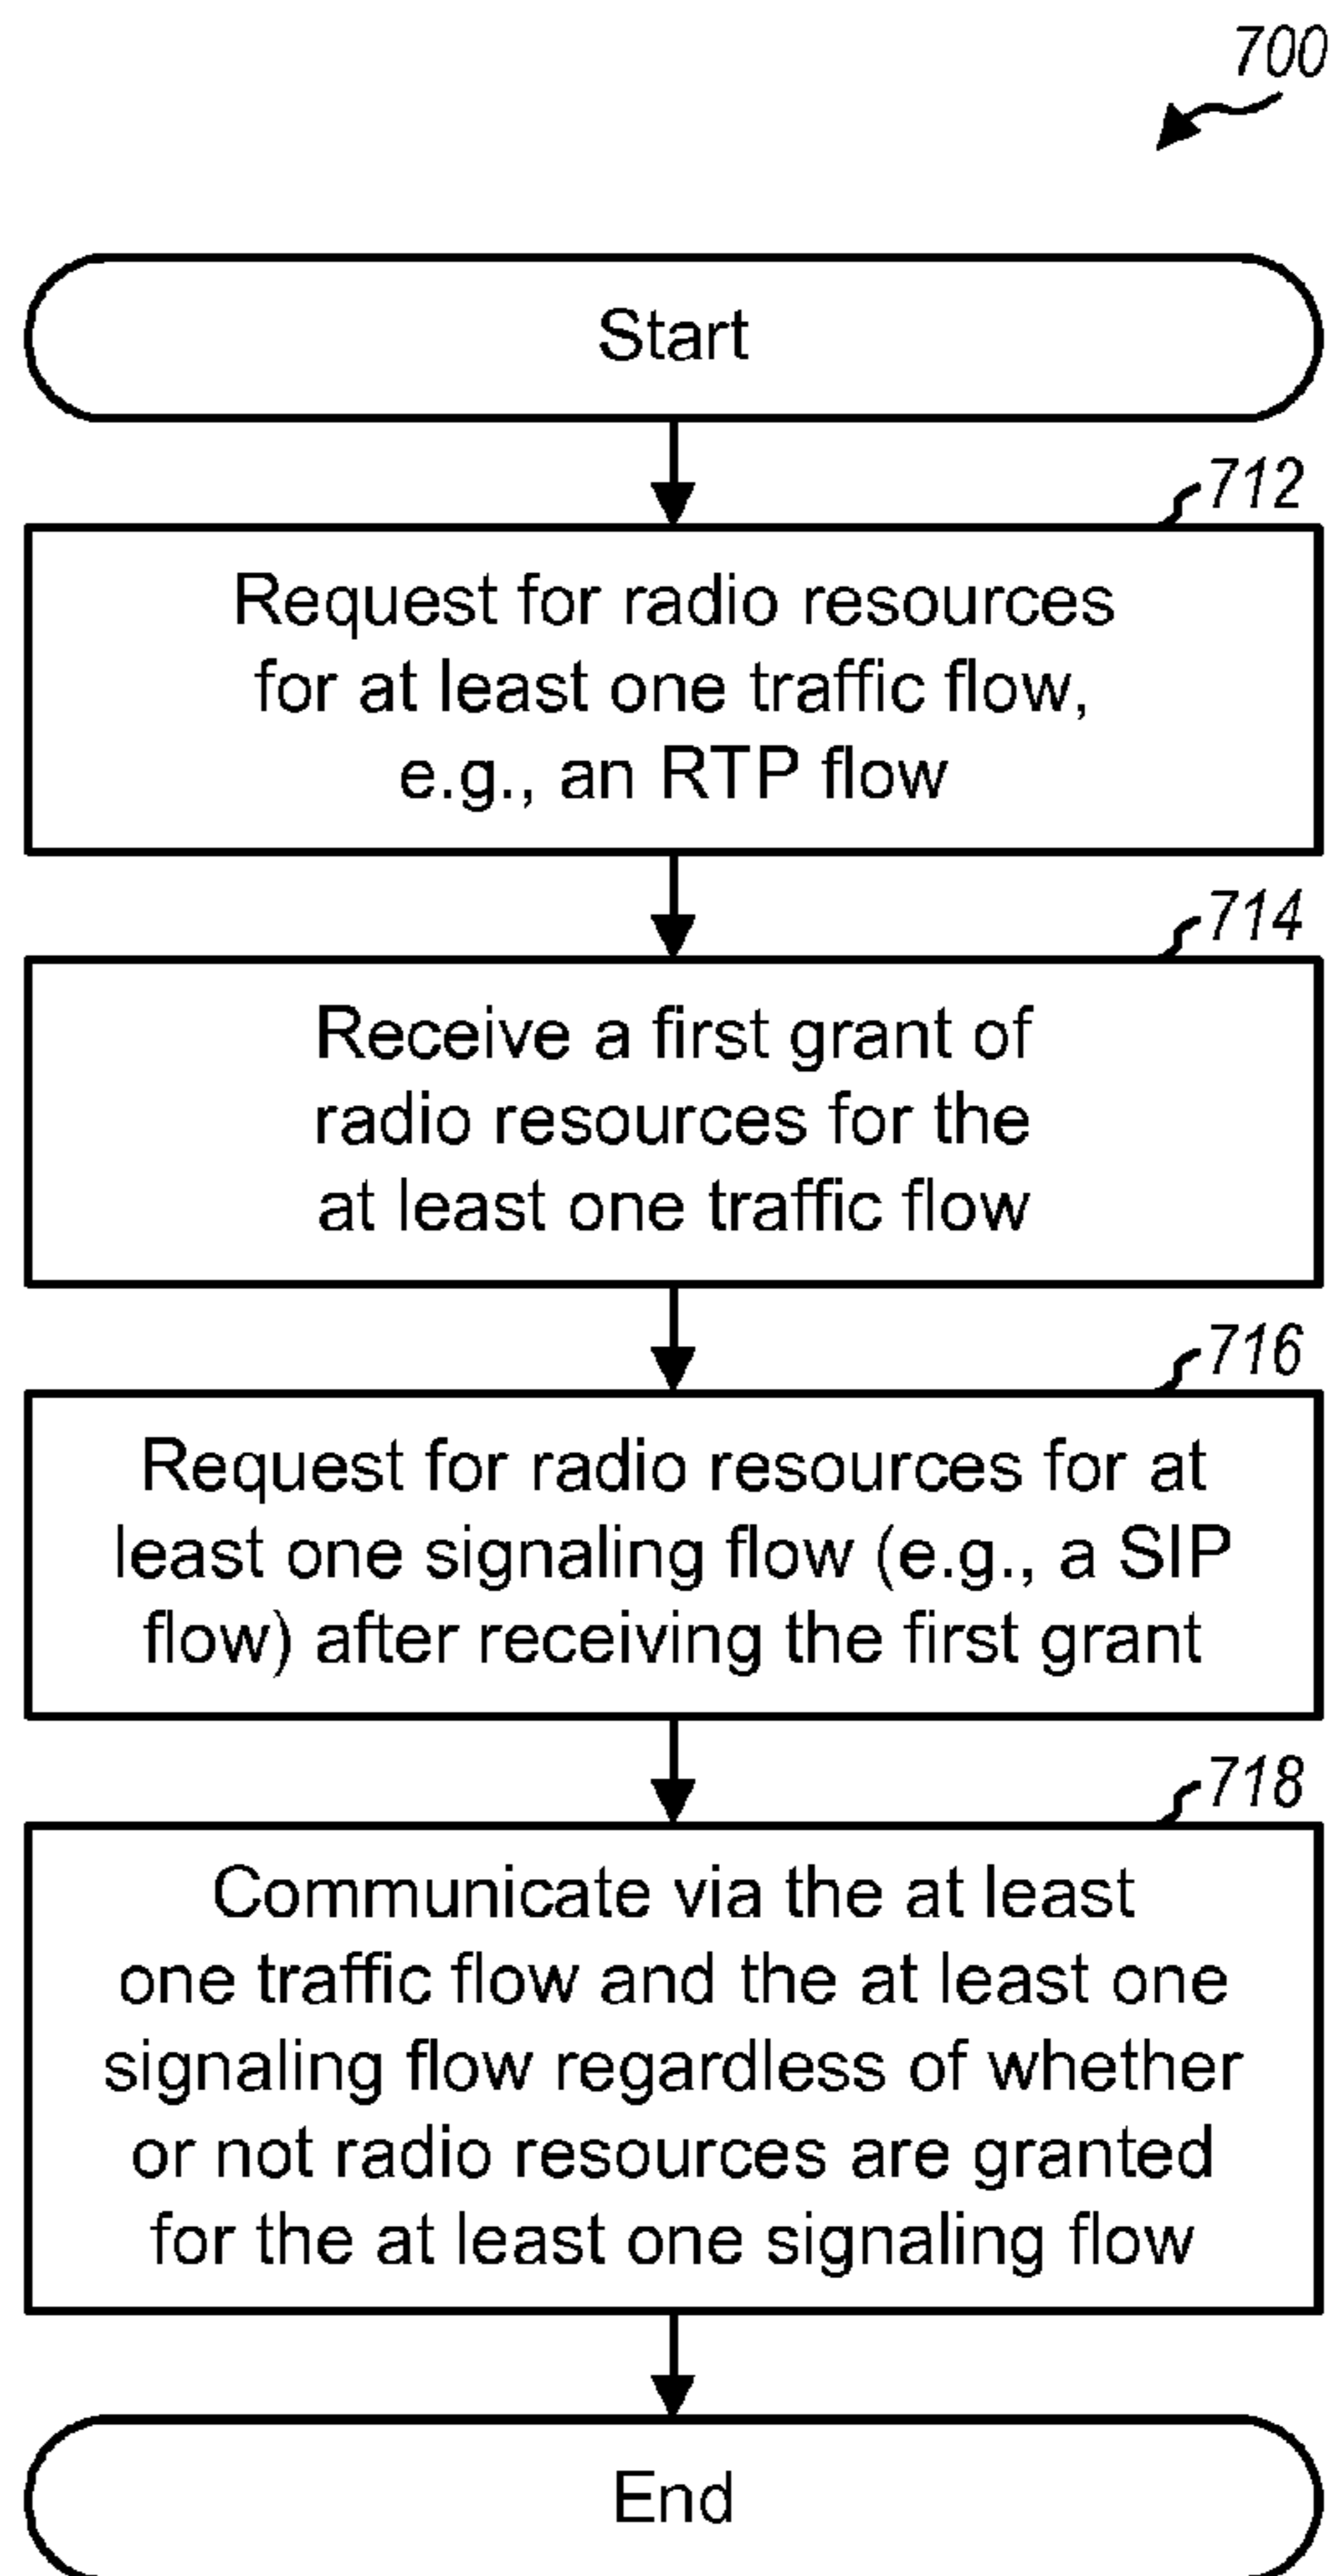 700
Start
712
Request for radio resources
for at least one traffic flow,
e.g., an RTP flow
714
Receive a first grant of
radio resources for the
at least one traffic flow
716
Request for radio resources for at
least one signaling flow (e.g., a SIP
flow) after receiving the first grant
718
Communicate via the at least
one traffic flow and the at least one
signaling flow regardless of whether
or not radio resources are granted
for the at least one signaling flow
End